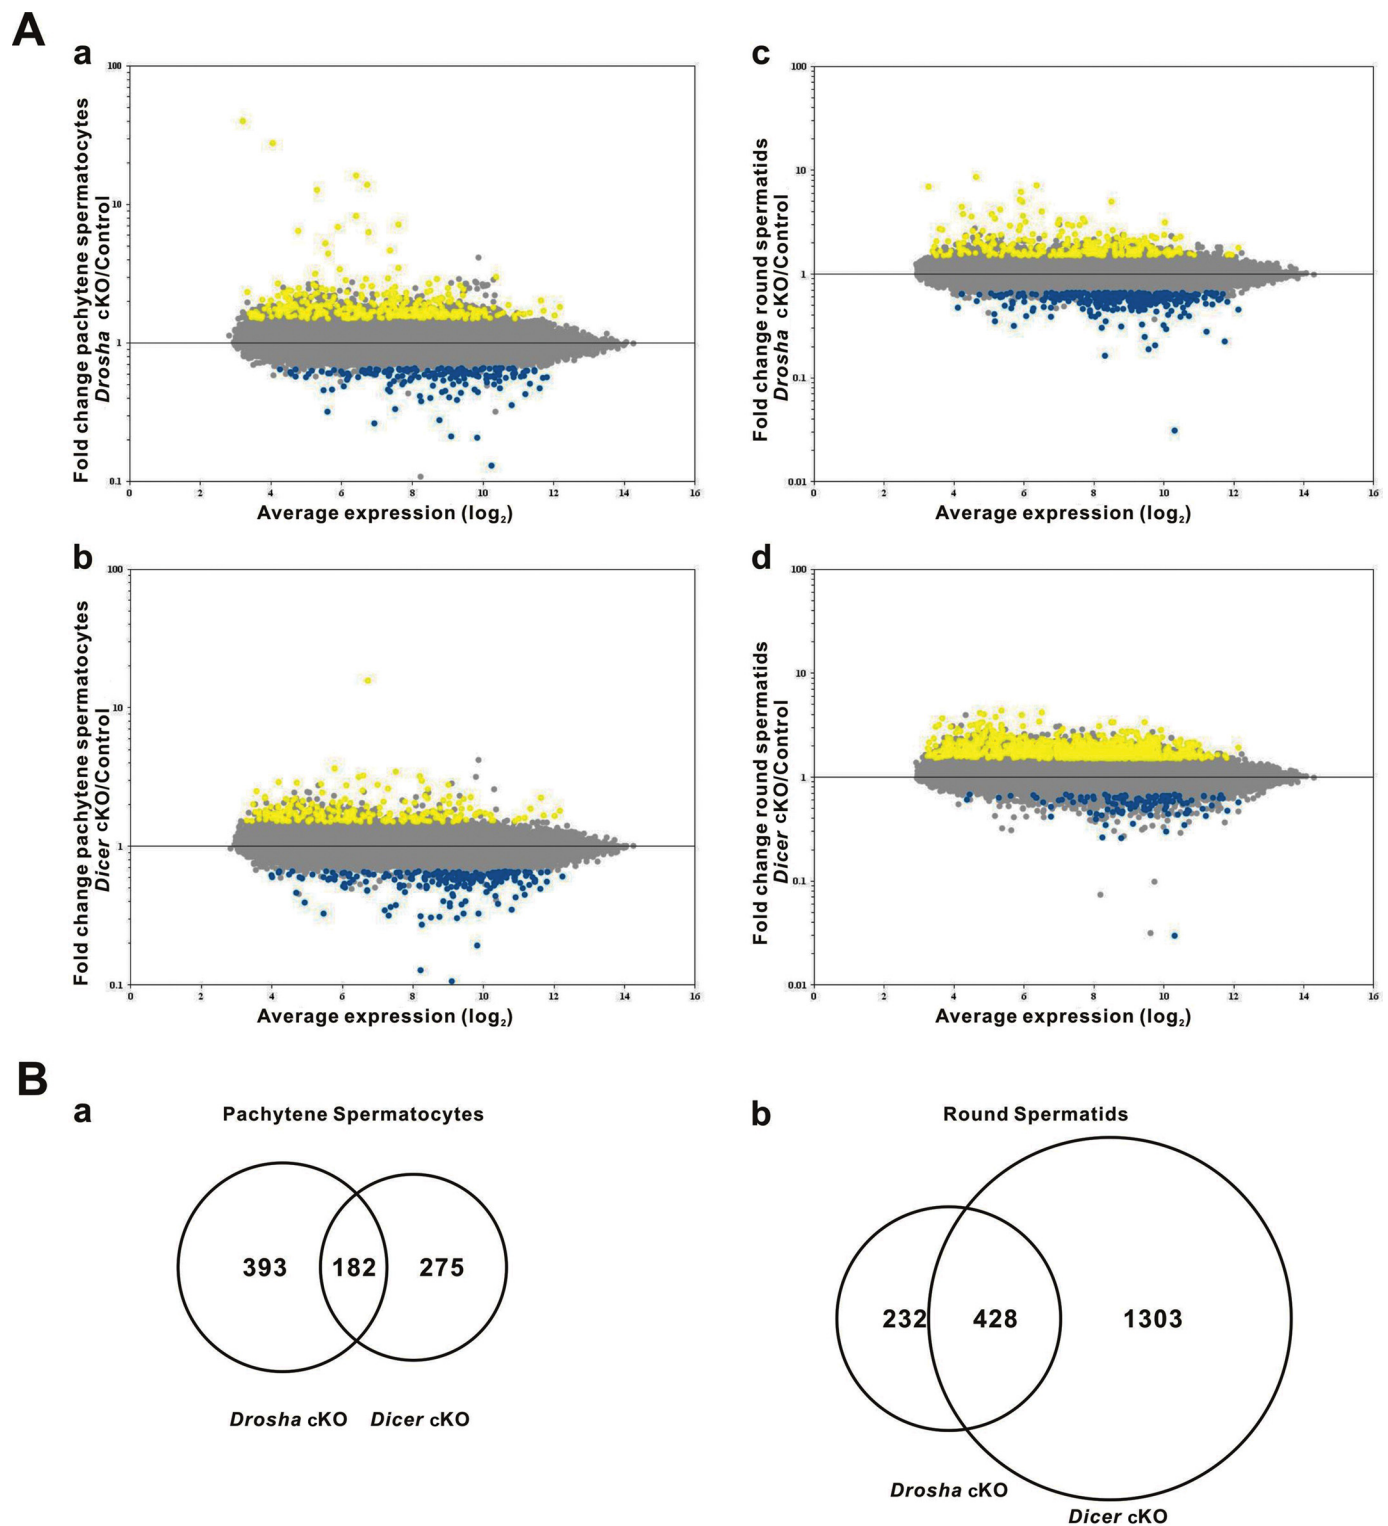 A
a
100
10
1
0.1
0 2 4 6 8 10 12 14 16
Fold change pachytene spermatocytes
Drosha cKO/Control
Average expression (log2)
c
100
10
1
0.1
0.01
0 2 4 6 8 10 12 14 16
Fold change round spermatids
Drosha cKO/Control
Average expression (log2)
b
100
10
1
0.1
0 2 4 6 8 10 12 14 16
Fold change pachytene spermatocytes
Dicer cKO/Control
Average expression (log2)
d
100
10
1
0.1
0.01
0 2 4 6 8 10 12 14 16
Fold change round spermatids
Dicer cKO/Control
Average expression (log2)
B
a
Pachytene Spermatocytes
393 182 275
Drosha cKO Dicer cKO
b
Round Spermatids
232 428 1303
Drosha cKO
Dicer cKO